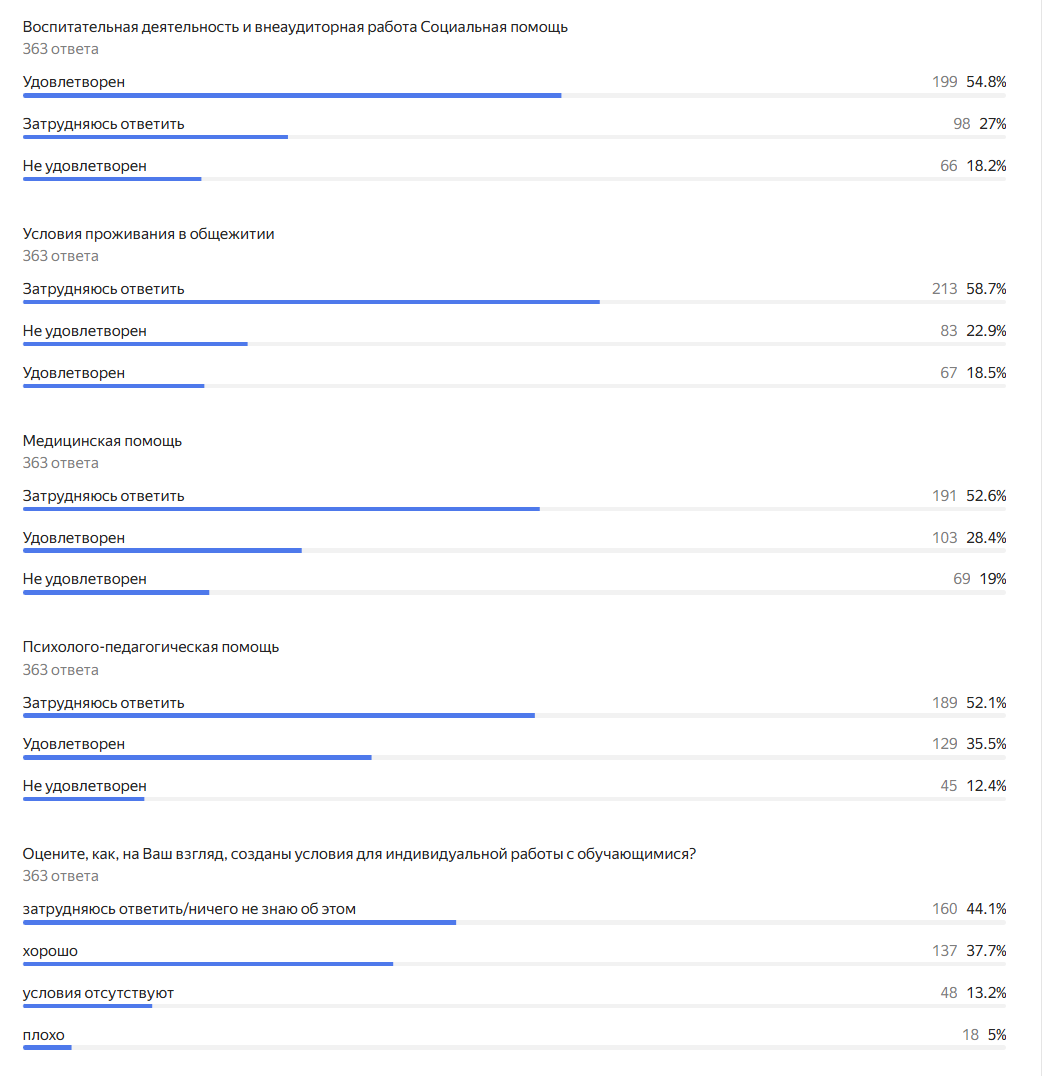 Воспитательная деятельность и внеаудиторная работа Социальная помощь
363 ответа
Удовлетворен 199 54.8%
Затрудняюсь ответить 98 27%
Не удовлетворен 66 18.2%
Условия проживания в общежитии
363 ответа
Затрудняюсь ответить 213 58.7%
Не удовлетворен 83 22.9%
Удовлетворен 67 18.5%
Медицинская помощь
363 ответа
Затрудняюсь ответить 191 52.6%
Удовлетворен 103 28.4%
Не удовлетворен 69 19%
Психолого-педагогическая помощь
363 ответа
Затрудняюсь ответить 189 52.1%
Удовлетворен 129 35.5%
Не удовлетворен 45 12.4%
Оцените, как, на Ваш взгляд, созданы условия для индивидуальной работы с обучающимися?
363 ответа
затрудняюсь ответить/ничего не знаю об этом 160 44.1%
хорошо 137 37.7%
условия отсутствуют 48 13.2%
плохо 18 5%